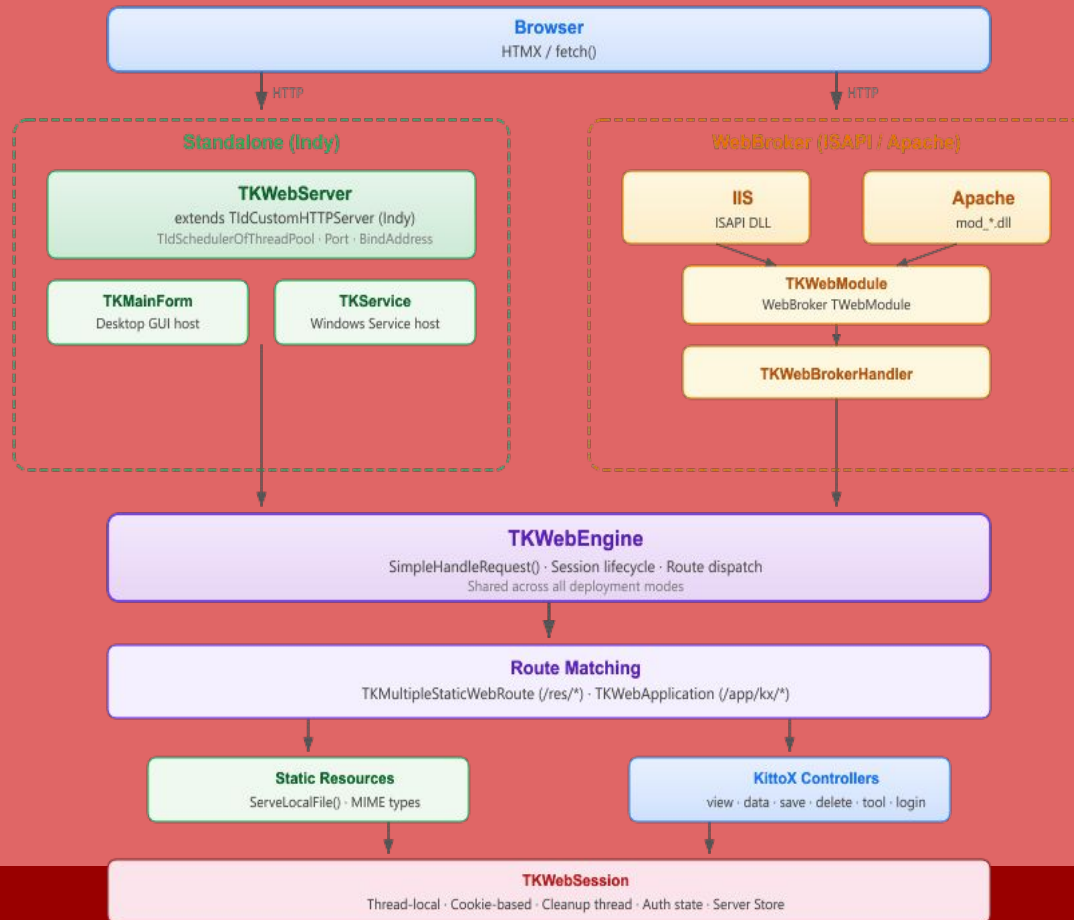 Browser
HTMX / fetch()
HTTP
HTTP
Standalone (Indy)
WebBroker (ISAPI / Apache)
TKWebServer
extends TIdCustomHTTPServer (Indy)
TIdSchedulerOfThreadPool · Port · BindAddress
IIS
ISAPI DLL
Apache
mod_*.dll
TKMainForm
Desktop GUI host
TKService
Windows Service host
TKWebModule
WebBroker TWebModule
TKWebBrokerHandler
TKWebEngine
SimpleHandleRequest() · Session lifecycle · Route dispatch
Shared across all deployment modes
Route Matching
TKMultipleStaticWebRoute (/res/*) · TKWebApplication (/app/kx/*)
Static Resources
ServeLocalFile() · MIME types
KittoX Controllers
view · data · save · delete · tool · login
TKWebSession
Thread-local · Cookie-based · Cleanup thread · Auth state · Server Store